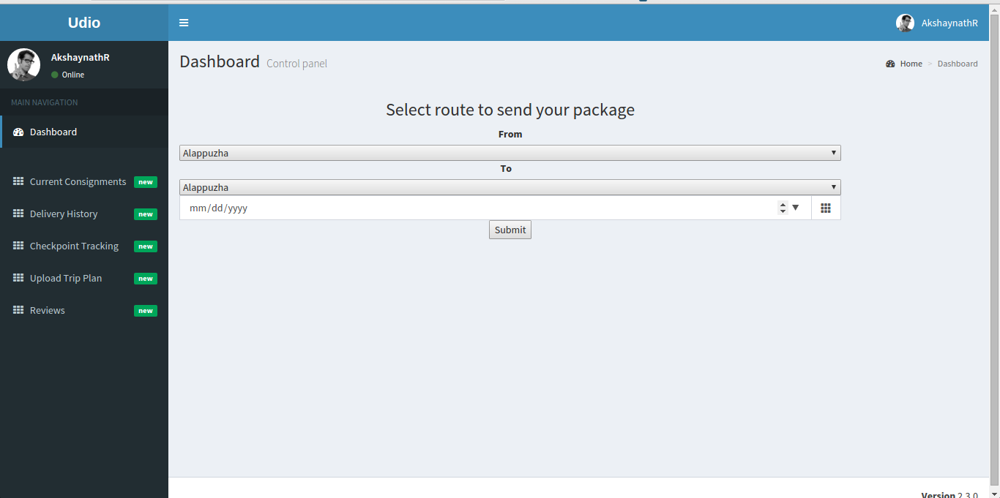 Udio
AkshaynathR
AkshaynathR
Online
MAIN NAVIGATION
Dashboard
Current Consignments new
Delivery History new
Checkpoint Tracking new
Upload Trip Plan new
Reviews new
Dashboard Control panel
Home > Dashboard
Select route to send your package
From
Alappuzha
To
Alappuzha
mm/dd/yyyy
Submit
Version 2.3.0